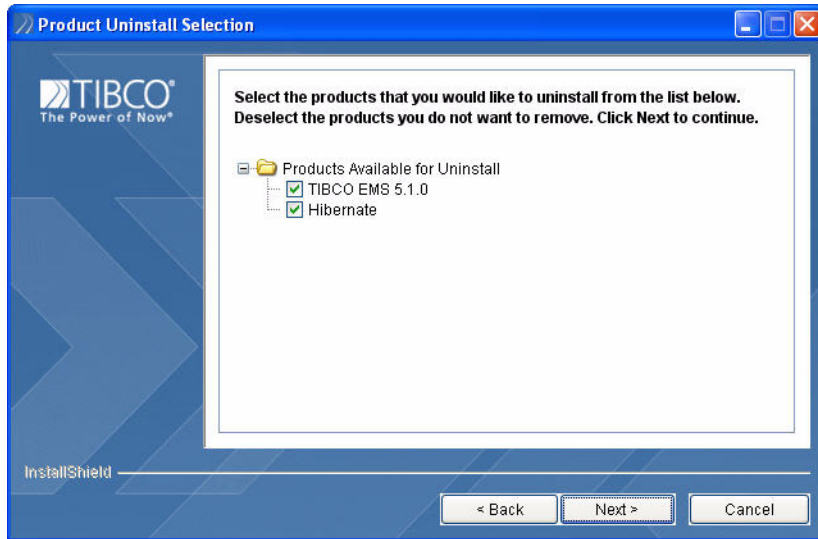 Product Uninstall Selection
TIBCO®
The Power of Now®
Select the products that you would like to uninstall from the list below.
Deselect the products you do not want to remove. Click Next to continue.
Products Available for Uninstall
TIBCO EMS 5.1.0
Hibernate
InstallShield
< Back
Next >
Cancel